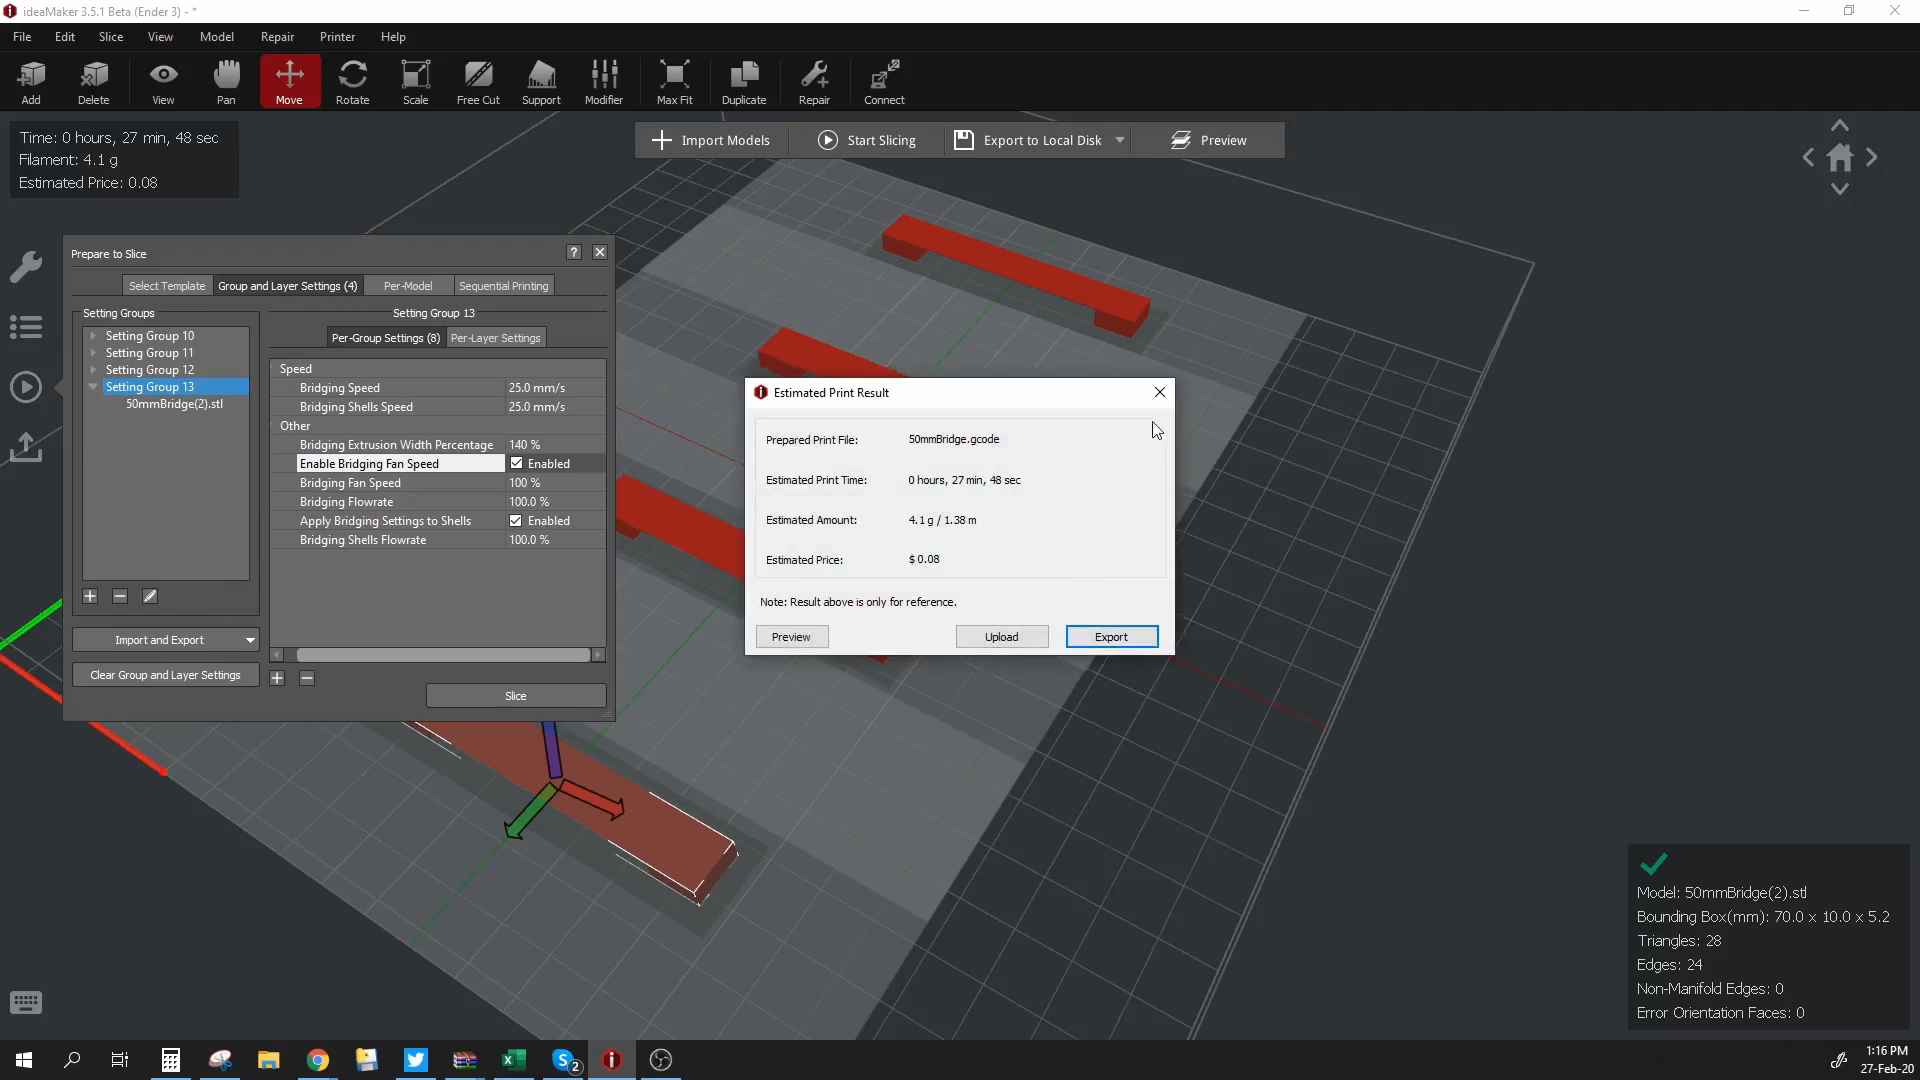 ideaMaker 3.5.1 Beta (Ender 3) - *
File Edit Slice View Model Repair Printer Help
Add Delete View Pan Move Rotate Scale Free Cut Support Modifier Max Fit Duplicate Repair Connect
Time: 0 hours, 27 min, 48 sec
Filament: 4.1 g
Estimated Price: 0.08
Import Models Start Slicing Export to Local Disk Preview
Prepare to Slice ?
Select Template Group and Layer Settings (4) Per-Model Sequential Printing
Setting Groups
Setting Group 10
Setting Group 11
Setting Group 12
Setting Group 13
50mmBridge(2).stl
Import and Export
Clear Group and Layer Settings
Setting Group 13
Per-Group Settings (8) Per-Layer Settings
Speed
Bridging Speed 25.0 mm/s
Bridging Shells Speed 25.0 mm/s
Other
Bridging Extrusion Width Percentage 140 %
Enable Bridging Fan Speed Enabled
Bridging Fan Speed 100 %
Bridging Flowrate 100.0 %
Apply Bridging Settings to Shells Enabled
Bridging Shells Flowrate 100.0 %
Slice
Estimated Print Result
Prepared Print File: 50mmBridge.gcode
Estimated Print Time: 0 hours, 27 min, 48 sec
Estimated Amount: 4.1 g / 1.38 m
Estimated Price: $ 0.08
Note: Result above is only for reference.
Preview Upload Export
Model: 50mmBridge(2).stl
Bounding Box(mm): 70.0 x 10.0 x 5.2
Triangles: 28
Edges: 24
Non-Manifold Edges: 0
Error Orientation Faces: 0
2
1:16 PM
27-Feb-20